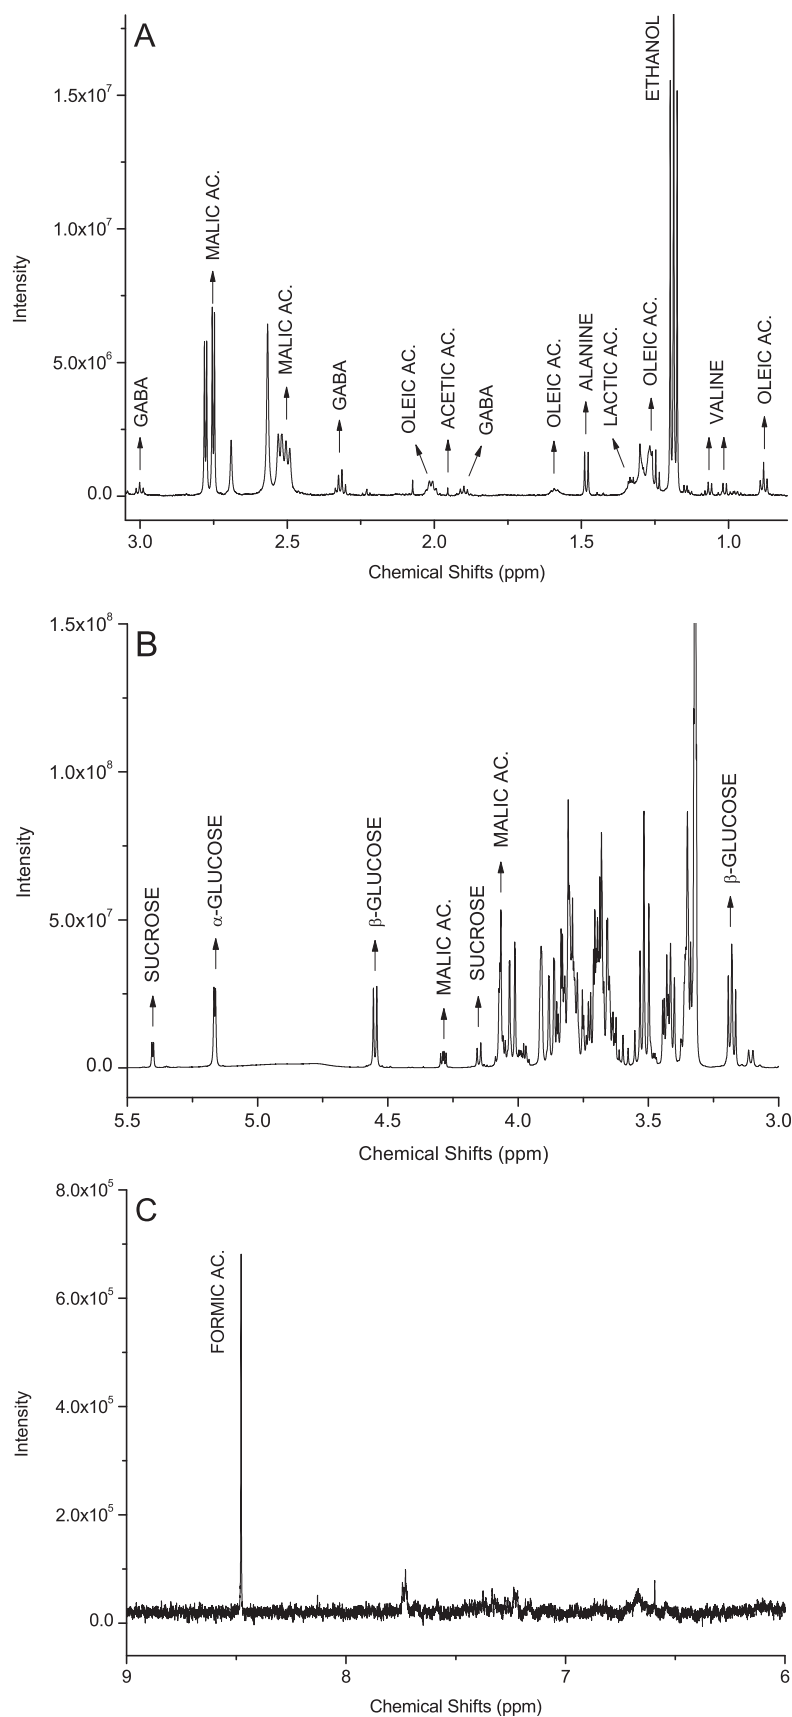 A
ETHANOL
1.5x10⁷
MALIC AC.
1.0x10⁷
Intensity
MALIC AC.
ALANINE
LACTIC AC.
OLEIC AC.
OLEIC AC.
ACETIC AC.
OLEIC AC.
VALINE
OLEIC AC.
5.0x10⁶
GABA
GABA
GABA
0.0
3.0 2.5 2.0 1.5 1.0
Chemical Shifts (ppm)
1.5x10⁸
B
1.0x10⁸
MALIC AC.
β-GLUCOSE
Intensity
α-GLUCOSE
β-GLUCOSE
5.0x10⁷
SUCROSE
MALIC AC.
SUCROSE
0.0
5.5 5.0 4.5 4.0 3.5 3.0
Chemical Shifts (ppm)
8.0x10⁵
C
FORMIC AC.
6.0x10⁵
Intensity
4.0x10⁵
2.0x10⁵
0.0
9 8 7 6
Chemical Shifts (ppm)